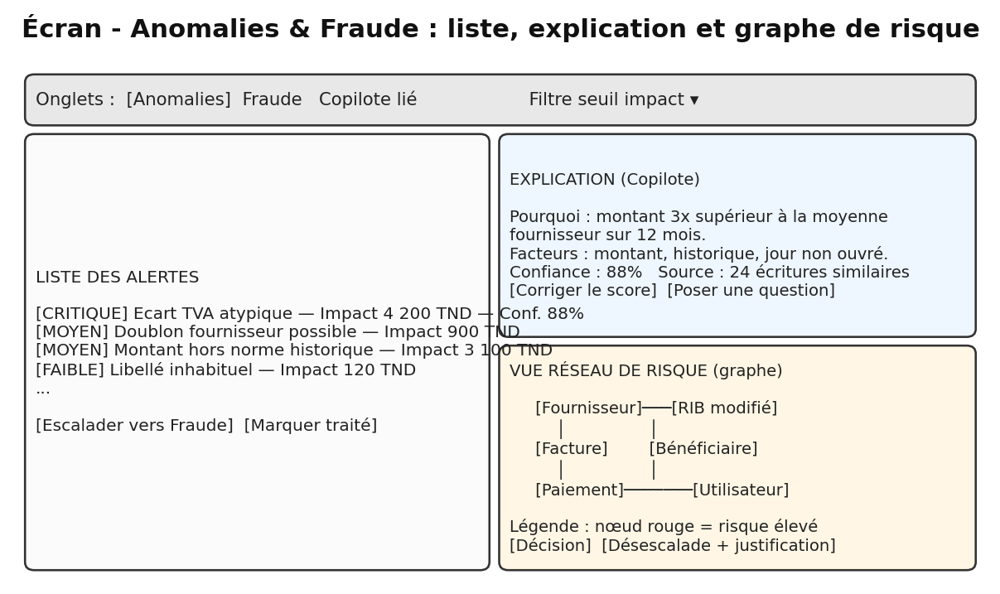 Écran - Anomalies & Fraude : liste, explication et graphe de risque
Onglets :  [Anomalies]  Fraude   Copilote lié                    Filtre seuil impact ▾
LISTE DES ALERTES
[CRITIQUE] Ecart TVA atypique — Impact 4 200 TND — Conf. 88%
[MOYEN] Doublon fournisseur possible — Impact 900 TND
[MOYEN] Montant hors norme historique — Impact 3 100 TND
[FAIBLE] Libellé inhabituel — Impact 120 TND
...
[Escalader vers Fraude]  [Marquer traité]
EXPLICATION (Copilote)
Pourquoi : montant 3x supérieur à la moyenne
fournisseur sur 12 mois.
Facteurs : montant, historique, jour non ouvré.
Confiance : 88%   Source : 24 écritures similaires
[Corriger le score]  [Poser une question]
VUE RÉSEAU DE RISQUE (graphe)
[Fournisseur]───[RIB modifié]
│                 │
[Facture]        [Bénéficiaire]
│                 │
[Paiement]───────[Utilisateur]
Légende : nœud rouge = risque élevé
[Décision]  [Désescalade + justification]